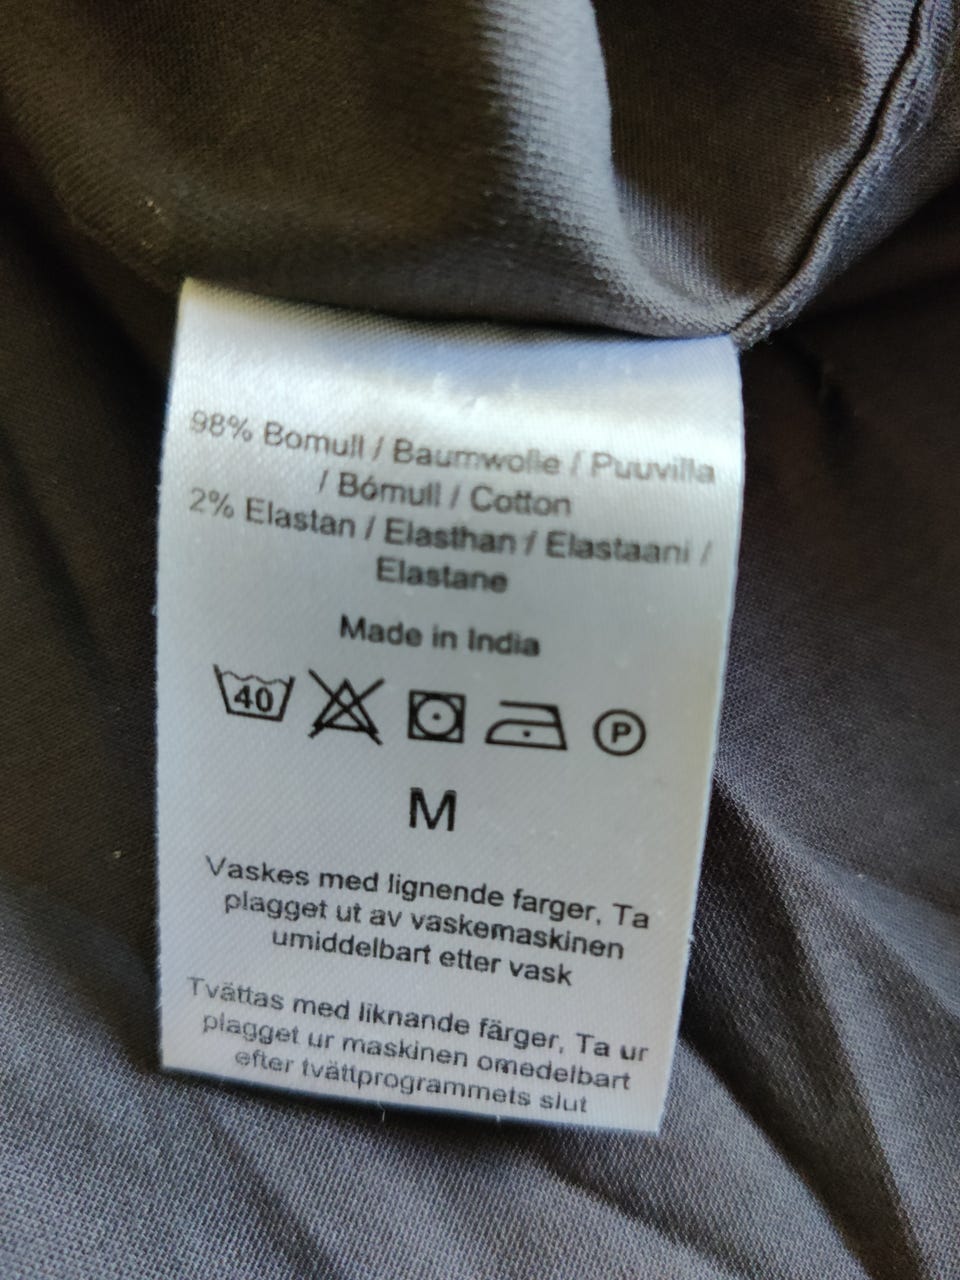 98% Bomull / Baumwolle / Puuvilla
/ Bómull / Cotton
2% Elastan / Elasthan / Elastaani /
Elastane
Made in India
40 P
M
Vaskes med lignende farger. Ta
plagget ut av vaskemaskinen
umiddelbart etter vask
Tvättas med liknande färger. Ta ur
plagget ur maskinen omedelbart
efter tvättprogrammets slut